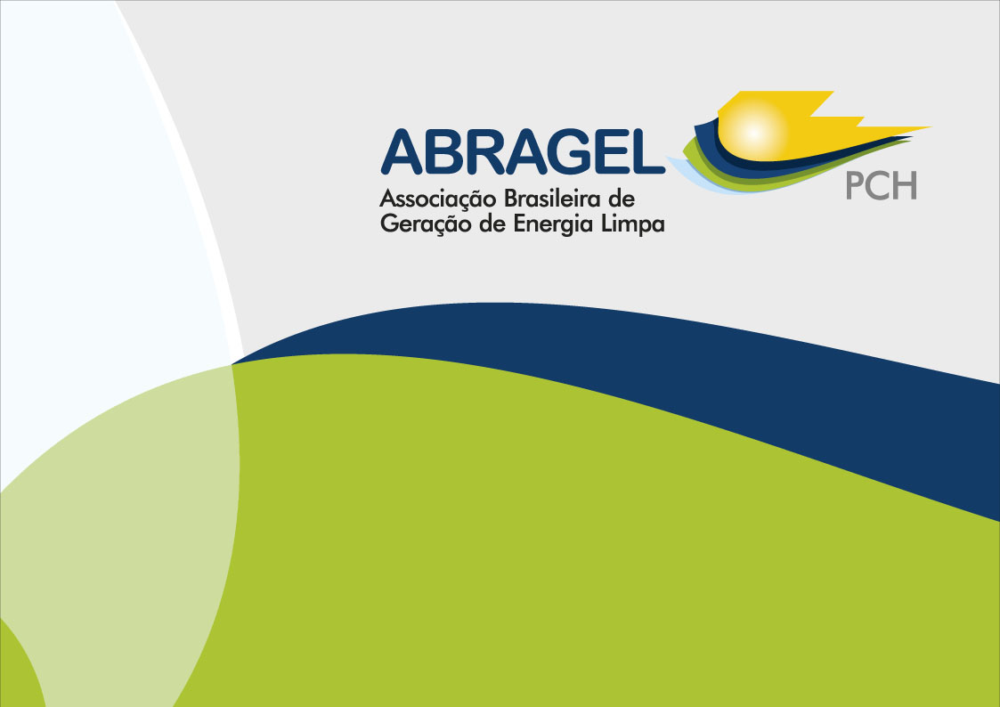 ABRAGEL
Associação Brasileira de
Geração de Energia Limpa
PCH